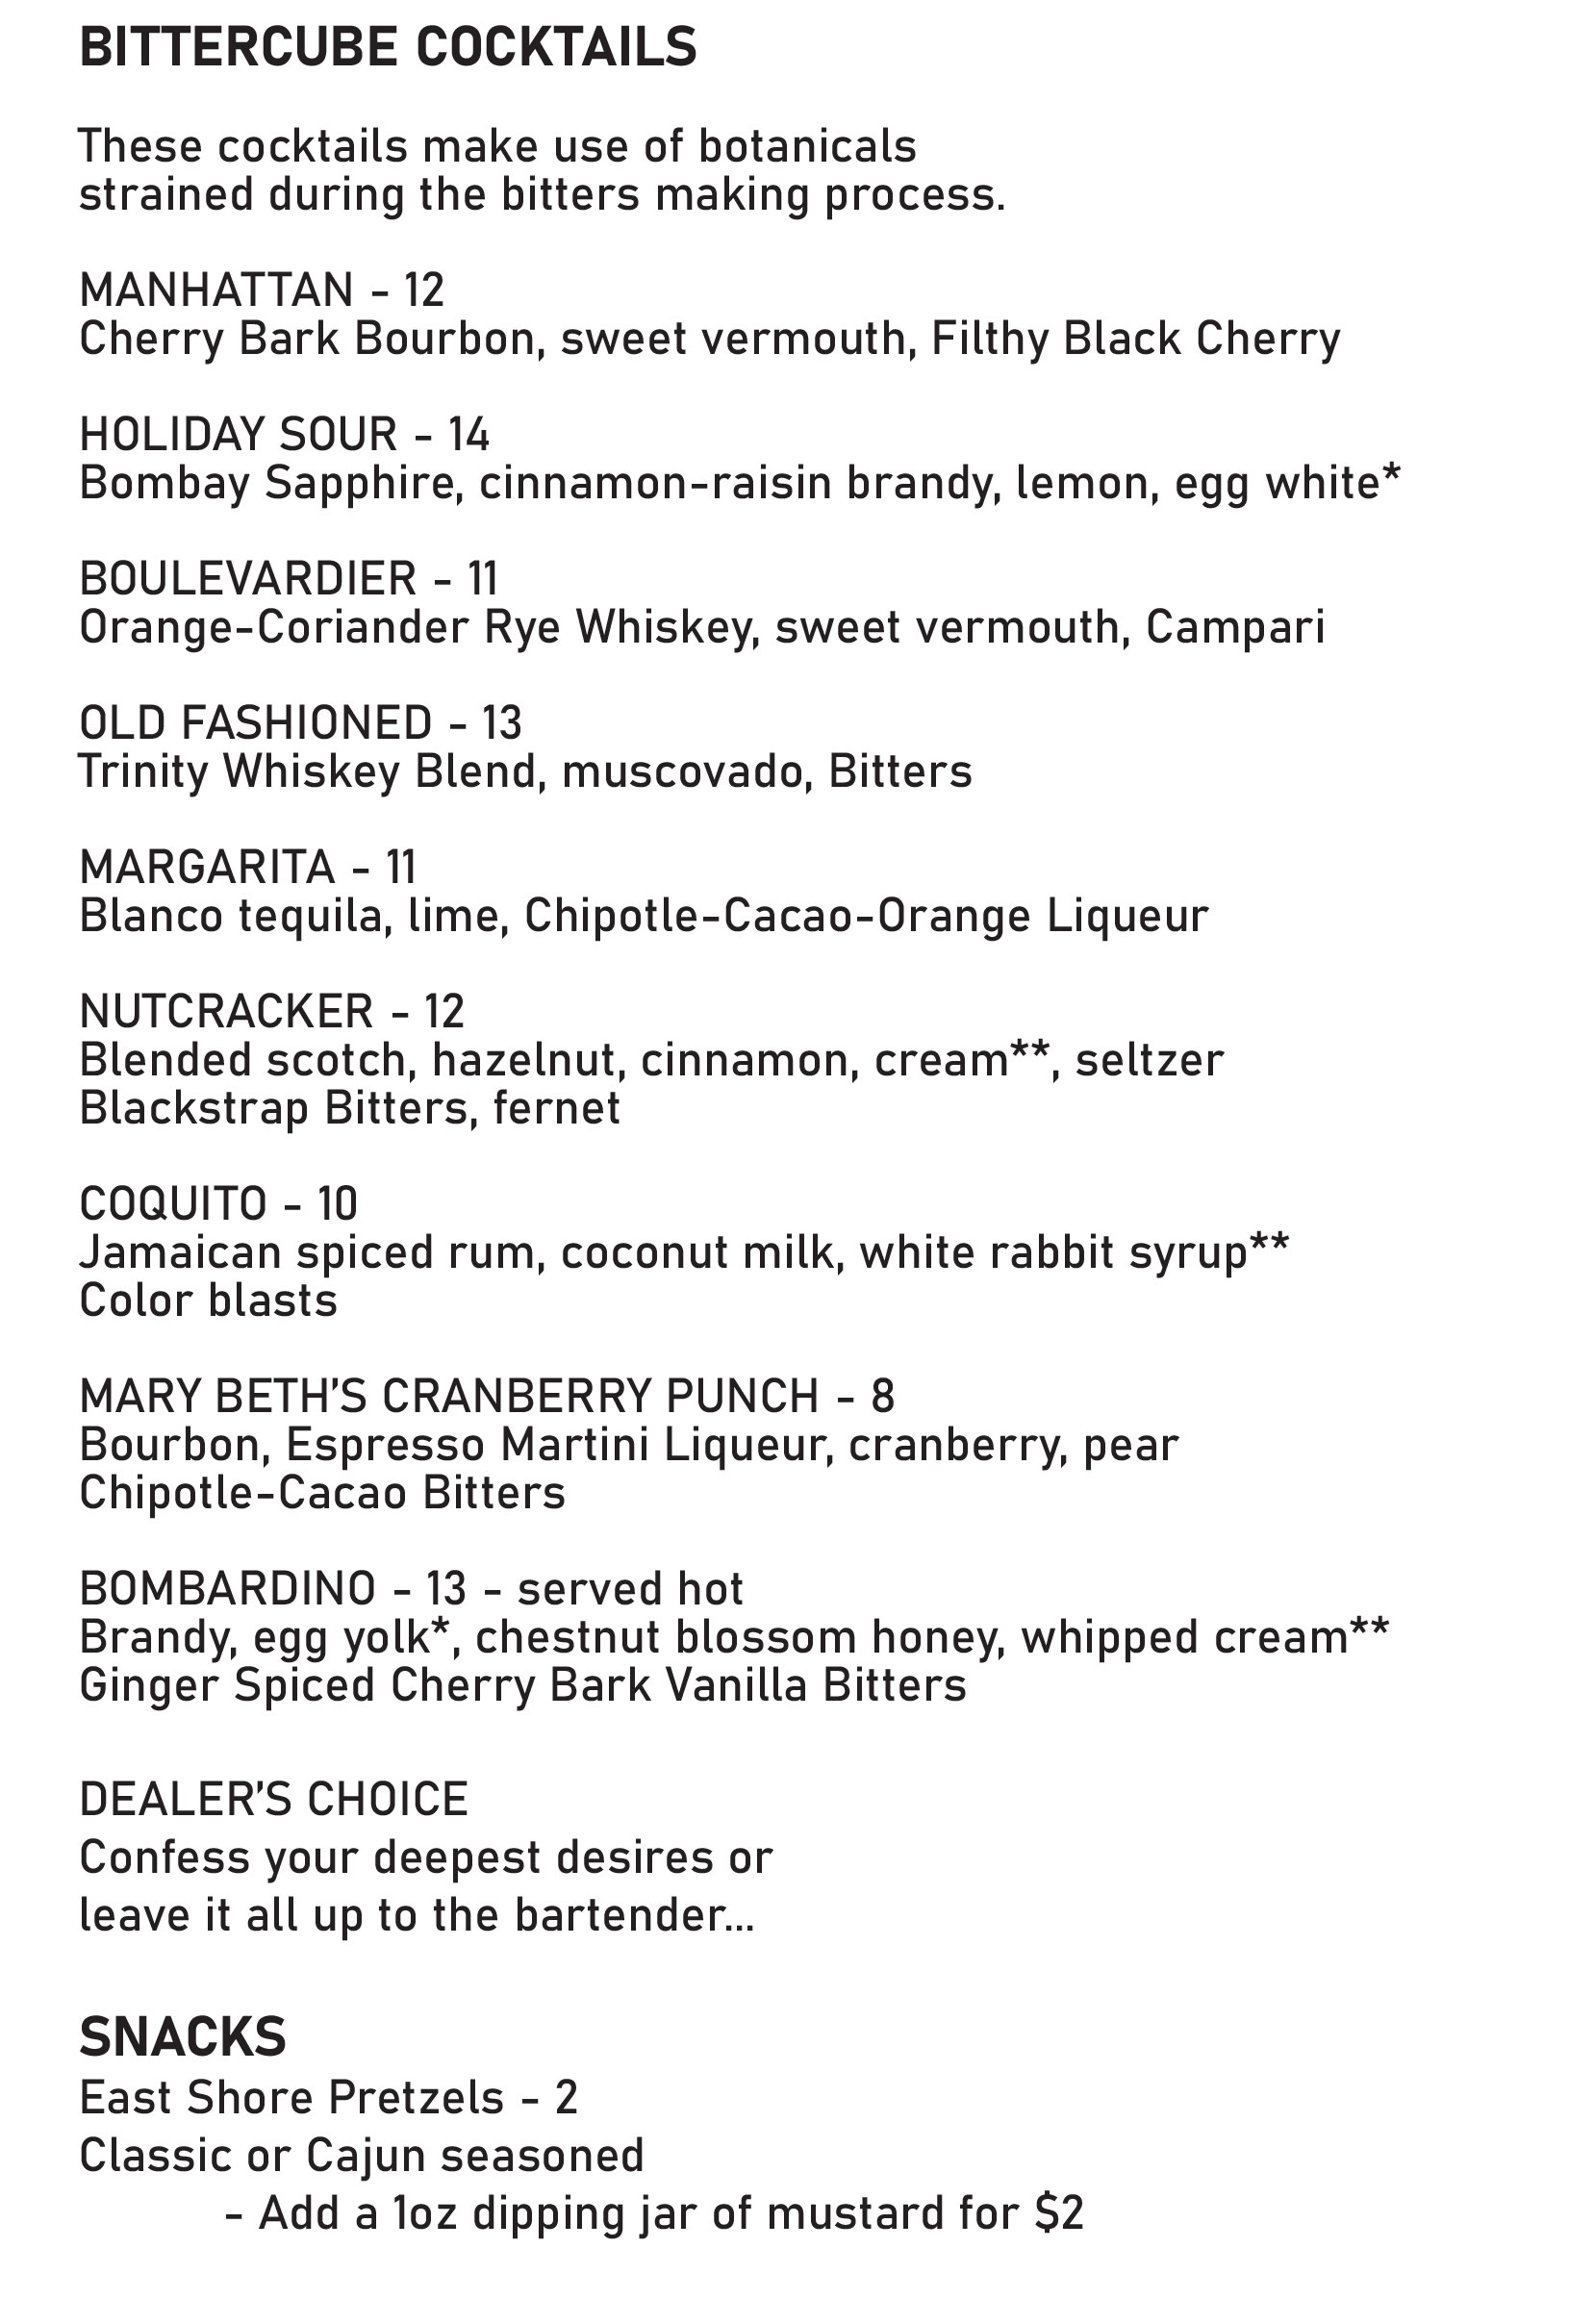 BITTERCUBE COCKTAILS
These cocktails make use of botanicals
strained during the bitters making process.
MANHATTAN - 12
Cherry Bark Bourbon, sweet vermouth, Filthy Black Cherry
HOLIDAY SOUR - 14
Bombay Sapphire, cinnamon-raisin brandy, lemon, egg white*
BOULEVARDIER - 11
Orange-Coriander Rye Whiskey, sweet vermouth, Campari
OLD FASHIONED - 13
Trinity Whiskey Blend, muscovado, Bitters
MARGARITA - 11
Blanco tequila, lime, Chipotle-Cacao-Orange Liqueur
NUTCRACKER - 12
Blended scotch, hazelnut, cinnamon, cream**, seltzer
Blackstrap Bitters, fernet
COQUITO - 10
Jamaican spiced rum, coconut milk, white rabbit syrup**
Color blasts
MARY BETH’S CRANBERRY PUNCH - 8
Bourbon, Espresso Martini Liqueur, cranberry, pear
Chipotle-Cacao Bitters
BOMBARDINO - 13 - served hot
Brandy, egg yolk*, chestnut blossom honey, whipped cream**
Ginger Spiced Cherry Bark Vanilla Bitters
DEALER’S CHOICE
Confess your deepest desires or
leave it all up to the bartender...
SNACKS
East Shore Pretzels - 2
Classic or Cajun seasoned
- Add a 1oz dipping jar of mustard for $2